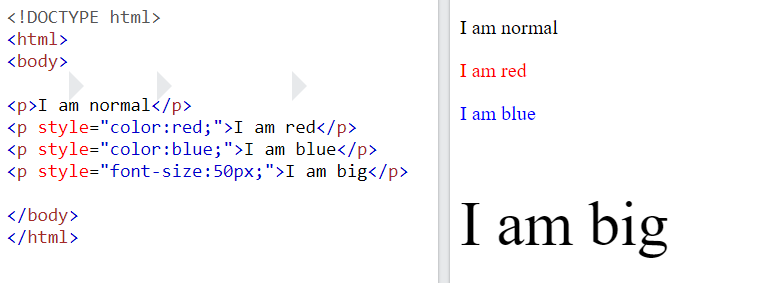 <!DOCTYPE html>
<html>
<body>
<p>I am normal</p>
<p style="color:red;">I am red</p>
<p style="color:blue;">I am blue</p>
<p style="font-size:50px;">I am big</p>
</body>
</html>
I am normal
I am red
I am blue
I am big